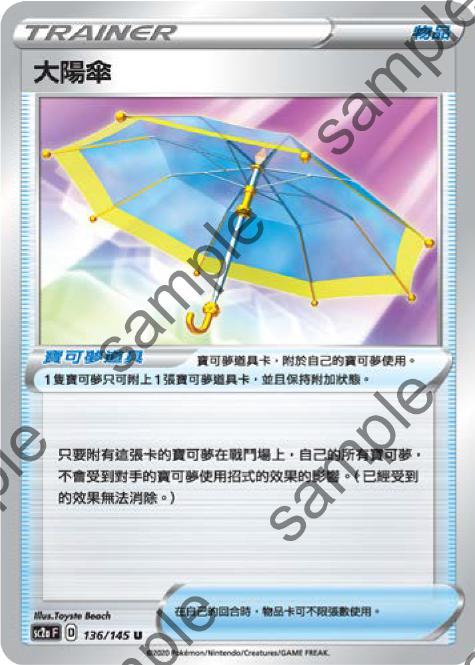 TRAINER
物品
大陽傘
寶可夢道具
寶可夢道具卡,附於自己的寶可夢使用。
1隻寶可夢只可附上1張寶可夢道具卡,並且保持附加狀態。
只要附有這張卡的寶可夢在戰鬥場上,自己的所有寶可夢,
不會受到對手的寶可夢使用招式的效果的影響。(已經受到
的效果無法消除。)
Illus.Toyste Beach
在自己的回合時,物品卡可不限張數使用。
sc2a F D 136/145 U
©2020 Pokémon/Nintendo/Creatures/GAME FREAK.
sample
sample
sample
sample
sample